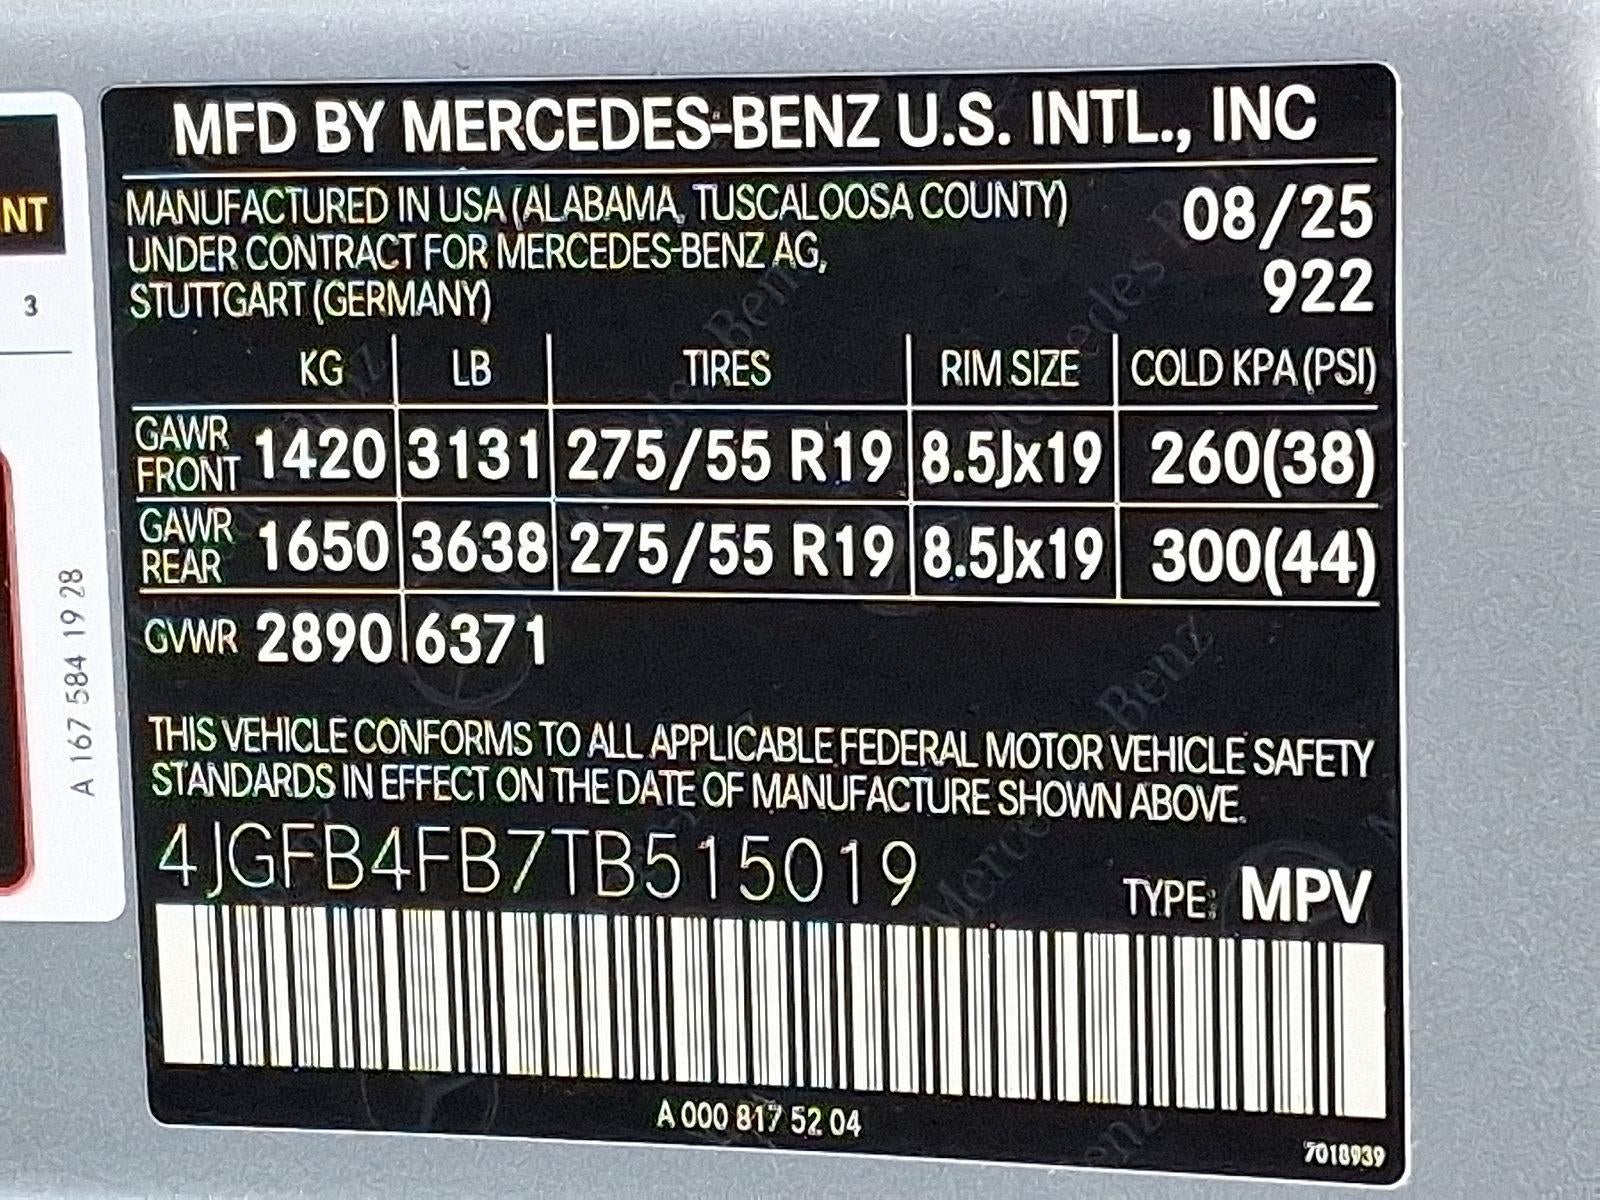 MFD BY MERCEDES-BENZ U.S. INTL., INC
MANUFACTURED IN USA (ALABAMA, TUSCALOOSA COUNTY)
UNDER CONTRACT FOR MERCEDES-BENZ AG,
STUTTGART (GERMANY)
08/25
922
KG LB TIRES RIM SIZE COLD KPA (PSI)
GAWR FRONT 1420 3131 275/55 R19 8.5Jx19 260(38)
GAWR REAR 1650 3638 275/55 R19 8.5Jx19 300(44)
GVWR 2890 6371
THIS VEHICLE CONFORMS TO ALL APPLICABLE FEDERAL MOTOR VEHICLE SAFETY
STANDARDS IN EFFECT ON THE DATE OF MANUFACTURE SHOWN ABOVE.
4JGFB4FB7TB515019
TYPE: MPV
A 000 817 52 04
7018939
NT
3
A 167 584 19 28